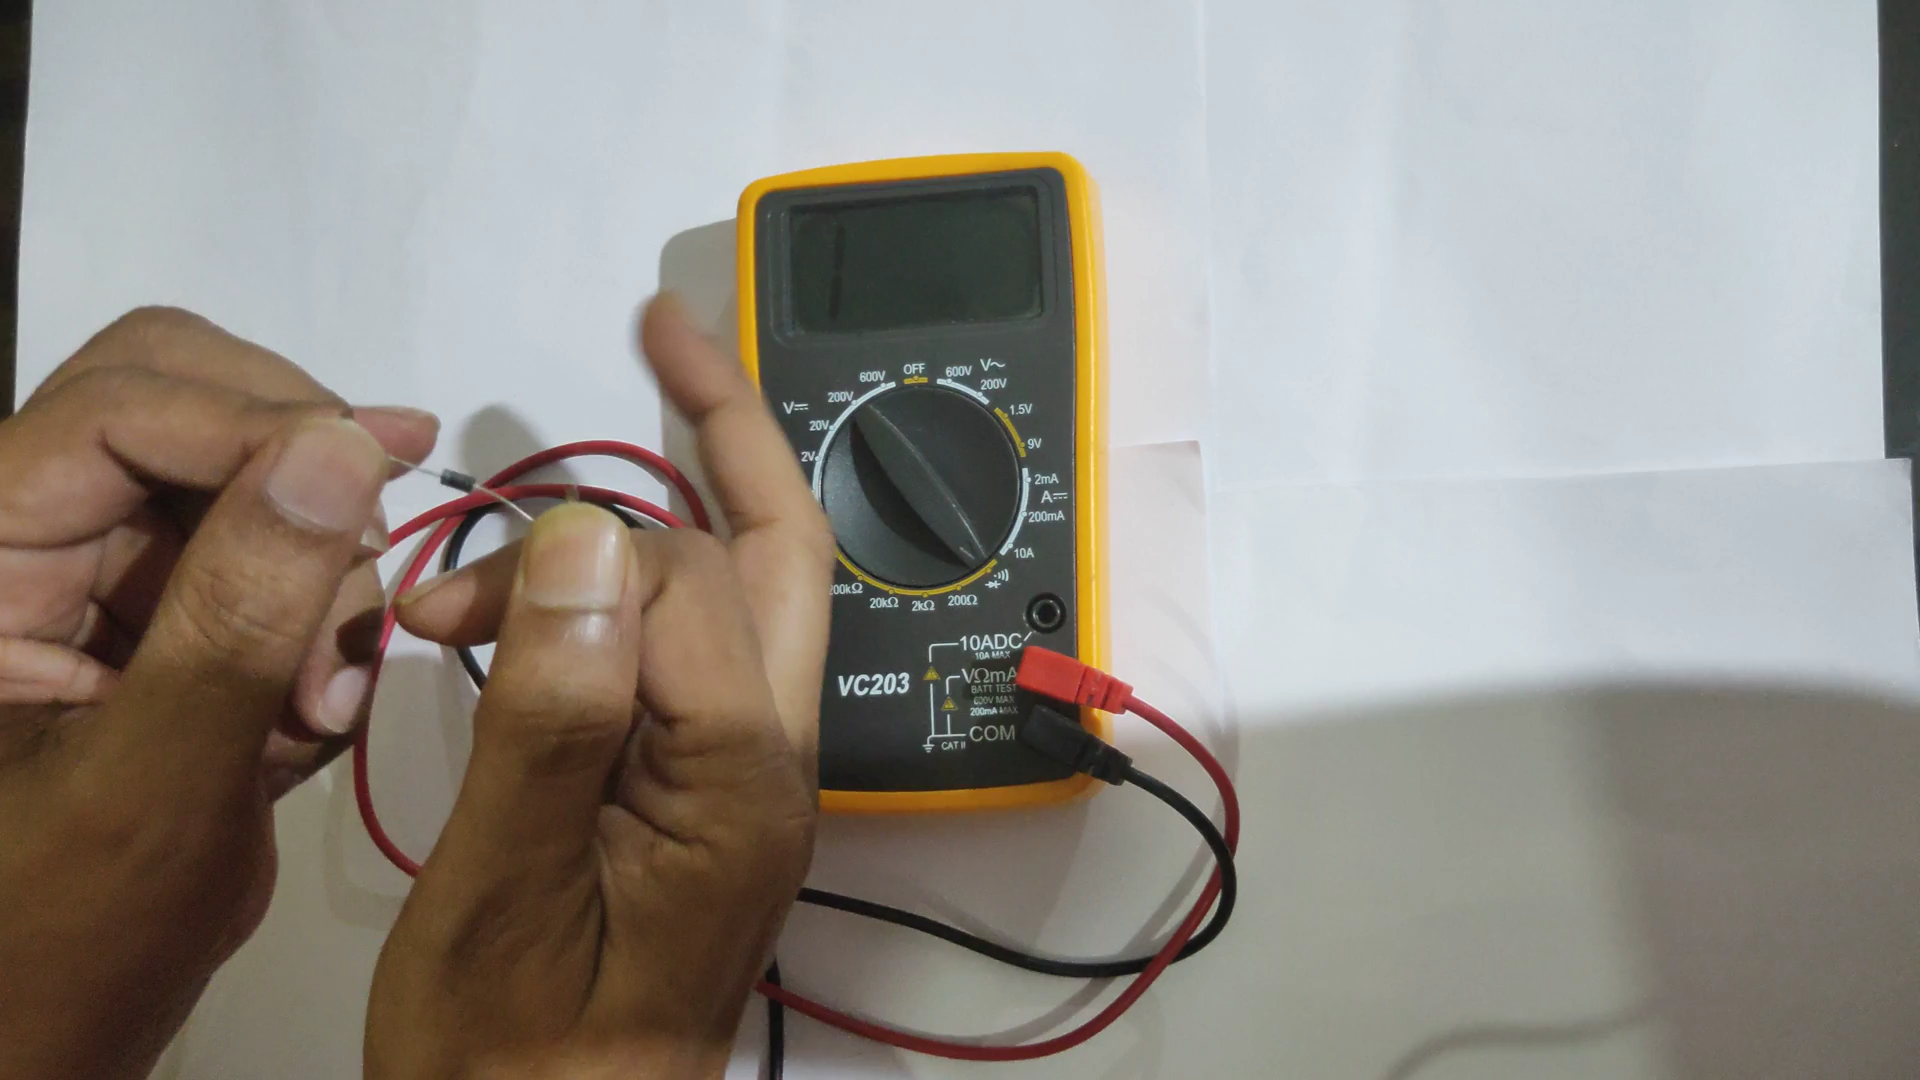 1
OFF
600V
V~
200V
1.5V
9V
2mA
A
200mA
10A
200Ω
2kΩ
20kΩ
200kΩ
2V
20V
200V
V
600V
10ADC
10A MAX
VΩmA
BATT TEST
600V MAX
200mA MAX
COM
CAT II
VC203